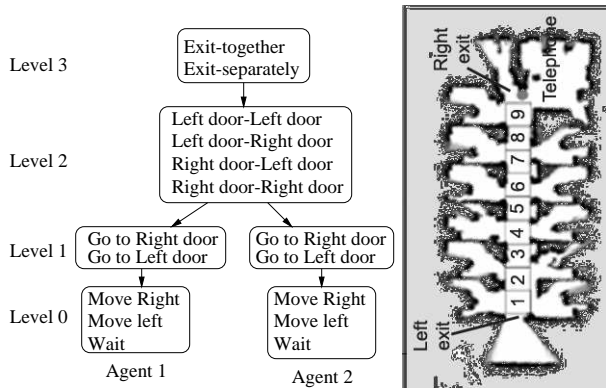 Level 3
Exit-together
Exit-separately
Level 2
Left door-Left door
Left door-Right door
Right door-Left door
Right door-Right door
Level 1
Go to Right door
Go to Left door
Go to Right door
Go to Left door
Level 0
Move Right
Move left
Wait
Move Right
Move left
Wait
Agent 1
Agent 2
Right
exit
Telephone
9
8
7
6
5
4
3
2
1
Left
exit